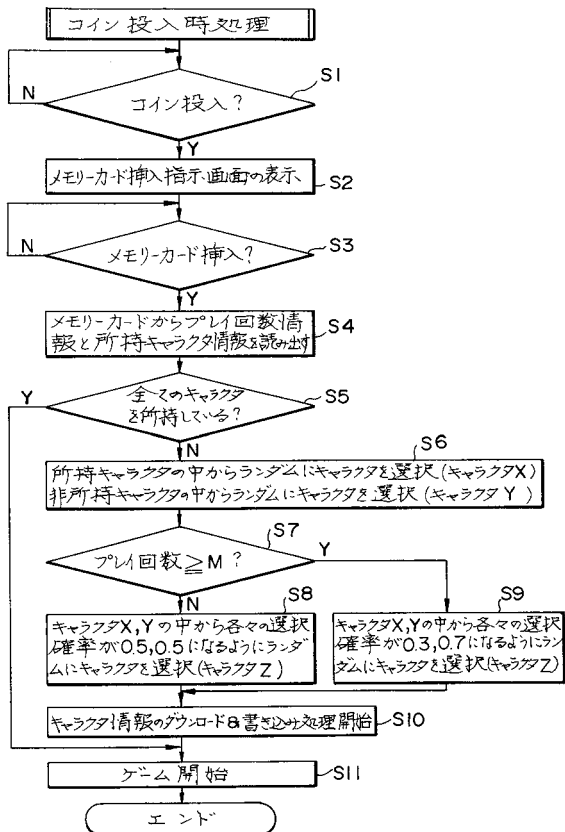 コイン投入時処理
S1
N
コイン投入?
Y
メモリーカード挿入指示画面の表示
S2
N
メモリーカード挿入?
S3
Y
メモリーカードからプレイ回数情
報と所持キャラクタ情報を読み出す
S4
Y
全てのキャラクタ
を所持している?
S5
N
S6
所持キャラクタの中からランダムにキャラクタを選択(キャラクタX)
非所持キャラクタの中からランダムにキャラクタを選択(キャラクタY)
S7
プレイ回数≧M?
Y
N
S8
キャラクタX,Yの中から各々の選択
確率が0.5,0.5になるようにランダ
ムにキャラクタを選択(キャラクタZ)
S9
キャラクタX,Yの中から各々の選択
確率が0.3,0.7になるようにラン
ダムにキャラクタを選択(キャラクタZ)
キャラクタ情報のダウンロード&書き込み処理開始
S10
ゲーム開始
S11
エンド